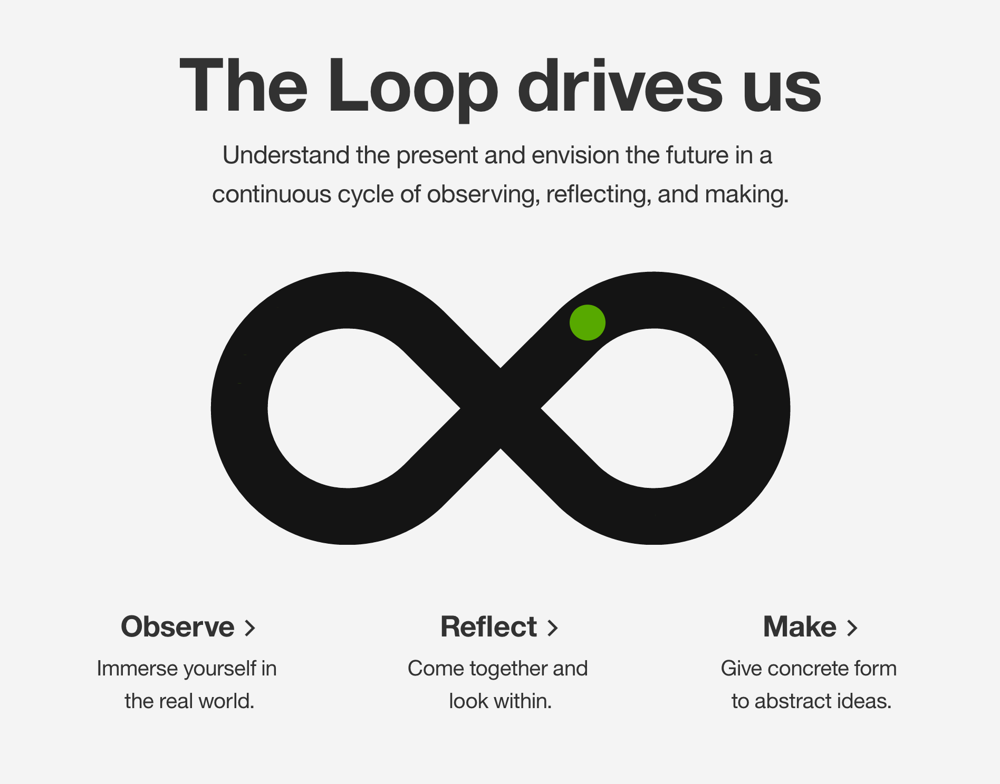 The Loop drives us
Understand the present and envision the future in a
continuous cycle of observing, reflecting, and making.
Observe >
Immerse yourself in
the real world.
Reflect >
Come together and
look within.
Make >
Give concrete form
to abstract ideas.